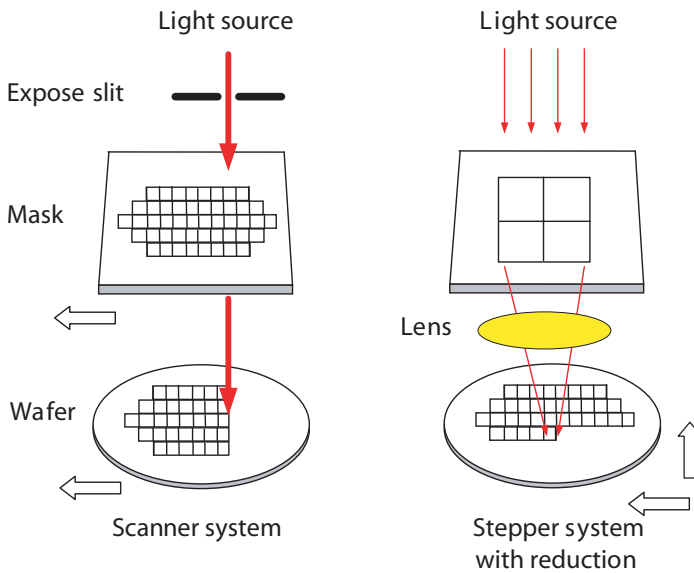 Light source
Light source
Expose slit
Mask
Lens
Wafer
Scanner system
Stepper system
with reduction